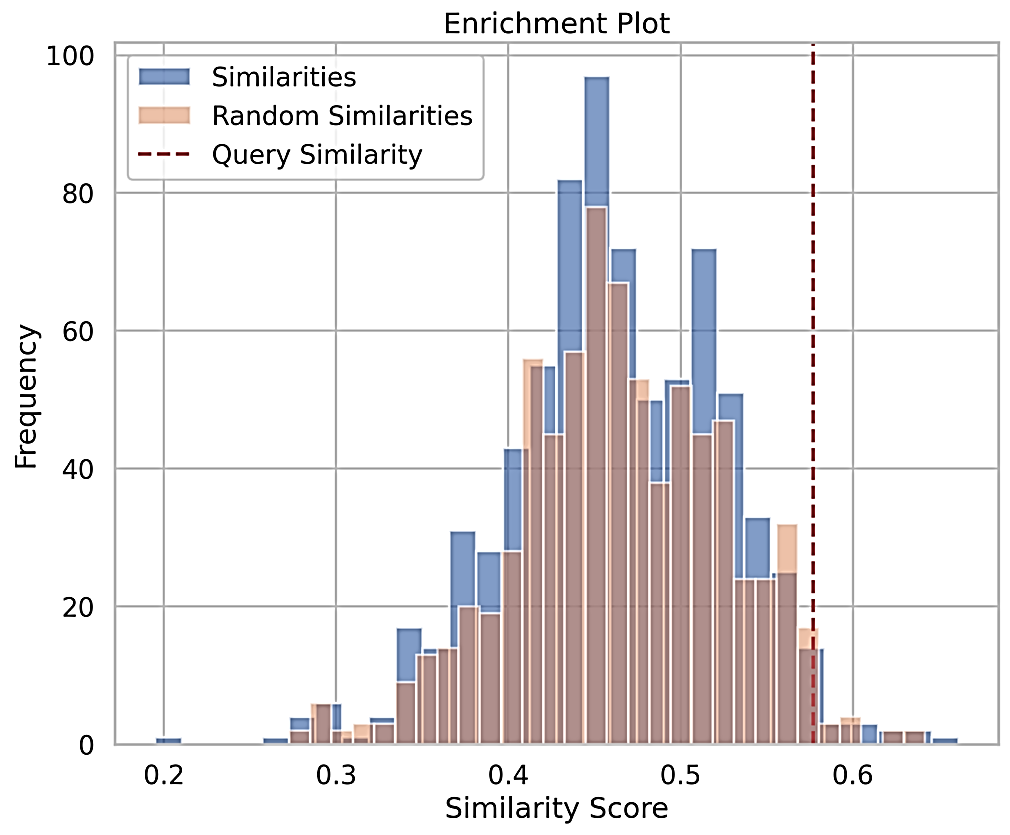 Enrichment Plot
100
80
60
40
20
0
Frequency
Similarities
Random Similarities
Query Similarity
0.2 0.3 0.4 0.5 0.6
Similarity Score